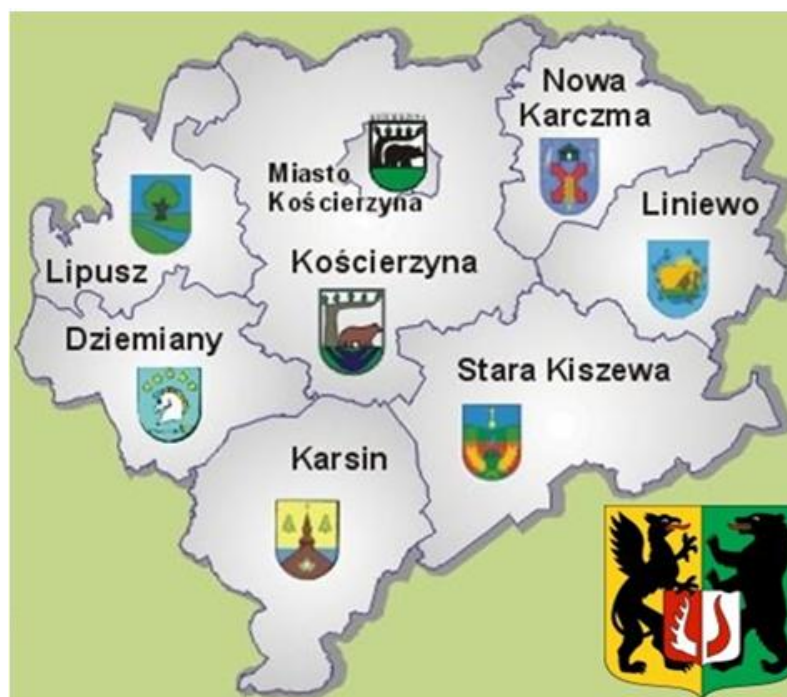 Nowa
Karczma
Miasto
Kościerzyna
Liniewo
Lipusz
Kościerzyna
Dziemiany
Stara Kiszewa
Karsin